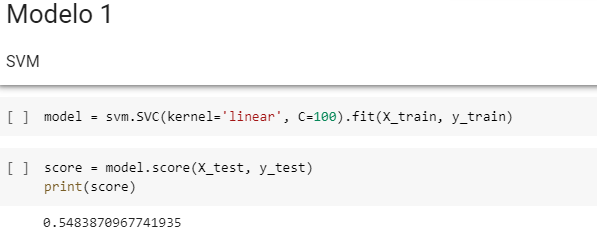 Modelo 1
SVM
[ ] model = svm.SVC(kernel='linear', C=100).fit(X_train, y_train)
[ ] score = model.score(X_test, y_test)
print(score)
0.5483870967741935